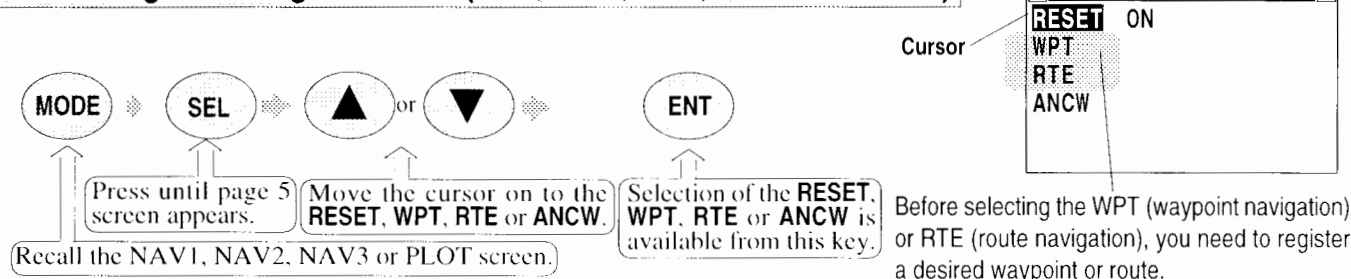 RESET ON
Cursor
WPT
RTE
ANCW
MODE
SEL
▲
or
▼
ENT
Press until page 5
screen appears.
Move the cursor on to the
RESET, WPT, RTE or ANCW.
Selection of the RESET,
WPT, RTE or ANCW is
available from this key.
Recall the NAV1, NAV2, NAV3 or PLOT screen.
Before selecting the WPT (waypoint navigation)
or RTE (route navigation), you need to register
a desired waypoint or route.